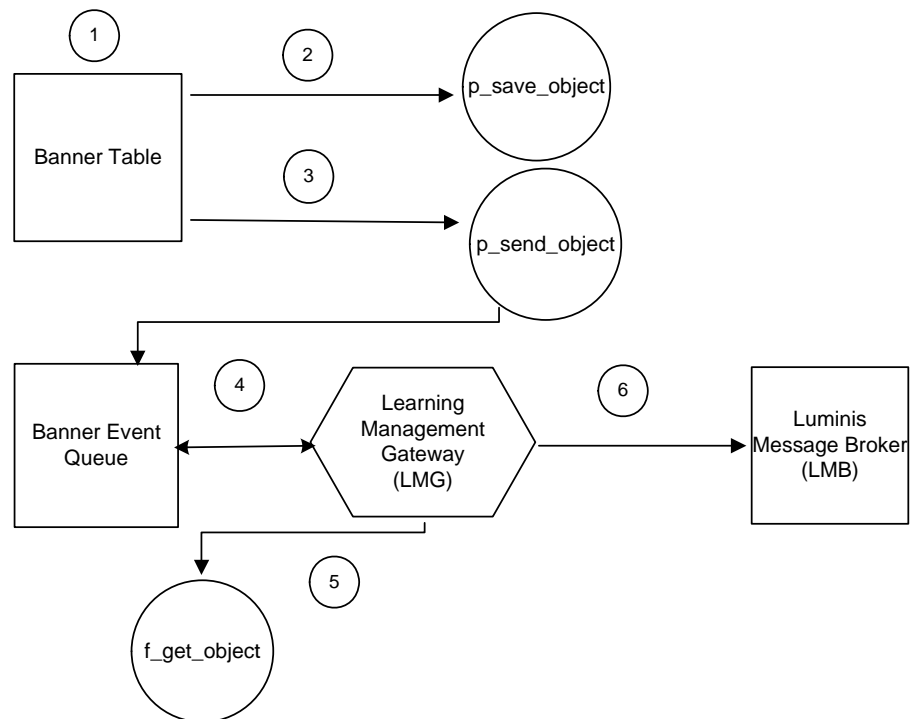 1
2
p_save_object
Banner Table
3
p_send_object
4
6
Learning
Management
Gateway
(LMG)
Banner Event
Queue
Luminis
Message Broker
(LMB)
5
f_get_object